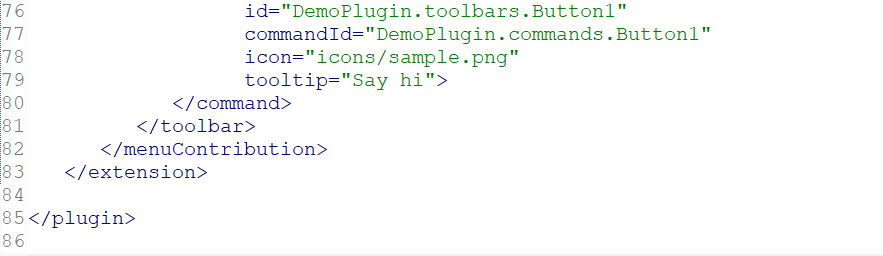 76                  id="DemoPlugin.toolbars.Button1"
77                  commandId="DemoPlugin.commands.Button1"
78                  icon="icons/sample.png"
79                  tooltip="Say hi">
80            </command>
81         </toolbar>
82      </menuContribution>
83   </extension>
84
85 </plugin>
86